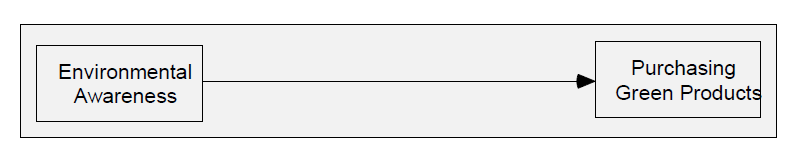 Environmental
Awareness
Purchasing
Green Products